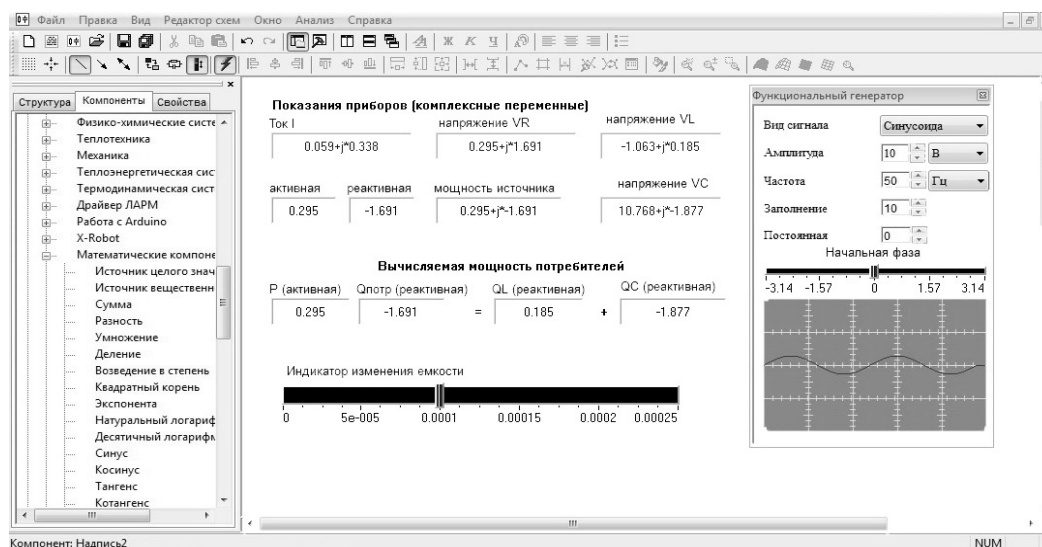 Файл Правка Вид Редактор схем Окно Анализ Справка
Структура Компоненты Свойства
Физико-химические систе
Теплотехника
Механика
Теплоэнергетическая сис
Термодинамическая сист
Драйвер ЛАРМ
Работа с Arduino
X-Robot
Математические компоне
Источник целого знач
Источник вещественн
Сумма
Разность
Умножение
Деление
Возведение в степень
Квадратный корень
Экспонента
Натуральный логариф
Десятичный логарифм
Синус
Косинус
Тангенс
Котангенс
Показания приборов (комплексные переменные)
Ток I напряжение VR напряжение VL
0.059+j*0.338 0.295+j*1.691 -1.063+j*0.185
активная реактивная мощность источника напряжение VC
0.295 -1.691 0.295+j*-1.691 10.768+j*-1.877
Вычисляемая мощность потребителей
P (активная) Qпотр (реактивная) QL (реактивная) QC (реактивная)
0.295 -1.691 = 0.185 + -1.877
Индикатор изменения емкости
0 5e-005 0.0001 0.00015 0.0002 0.00025
Функциональный генератор
Вид сигнала Синусоида
Амплитуда 10 В
Частота 50 Гц
Заполнение 10
Постоянная 0
Начальная фаза
-3.14 -1.57 0 1.57 3.14
Компонент: Надпись2 NUM